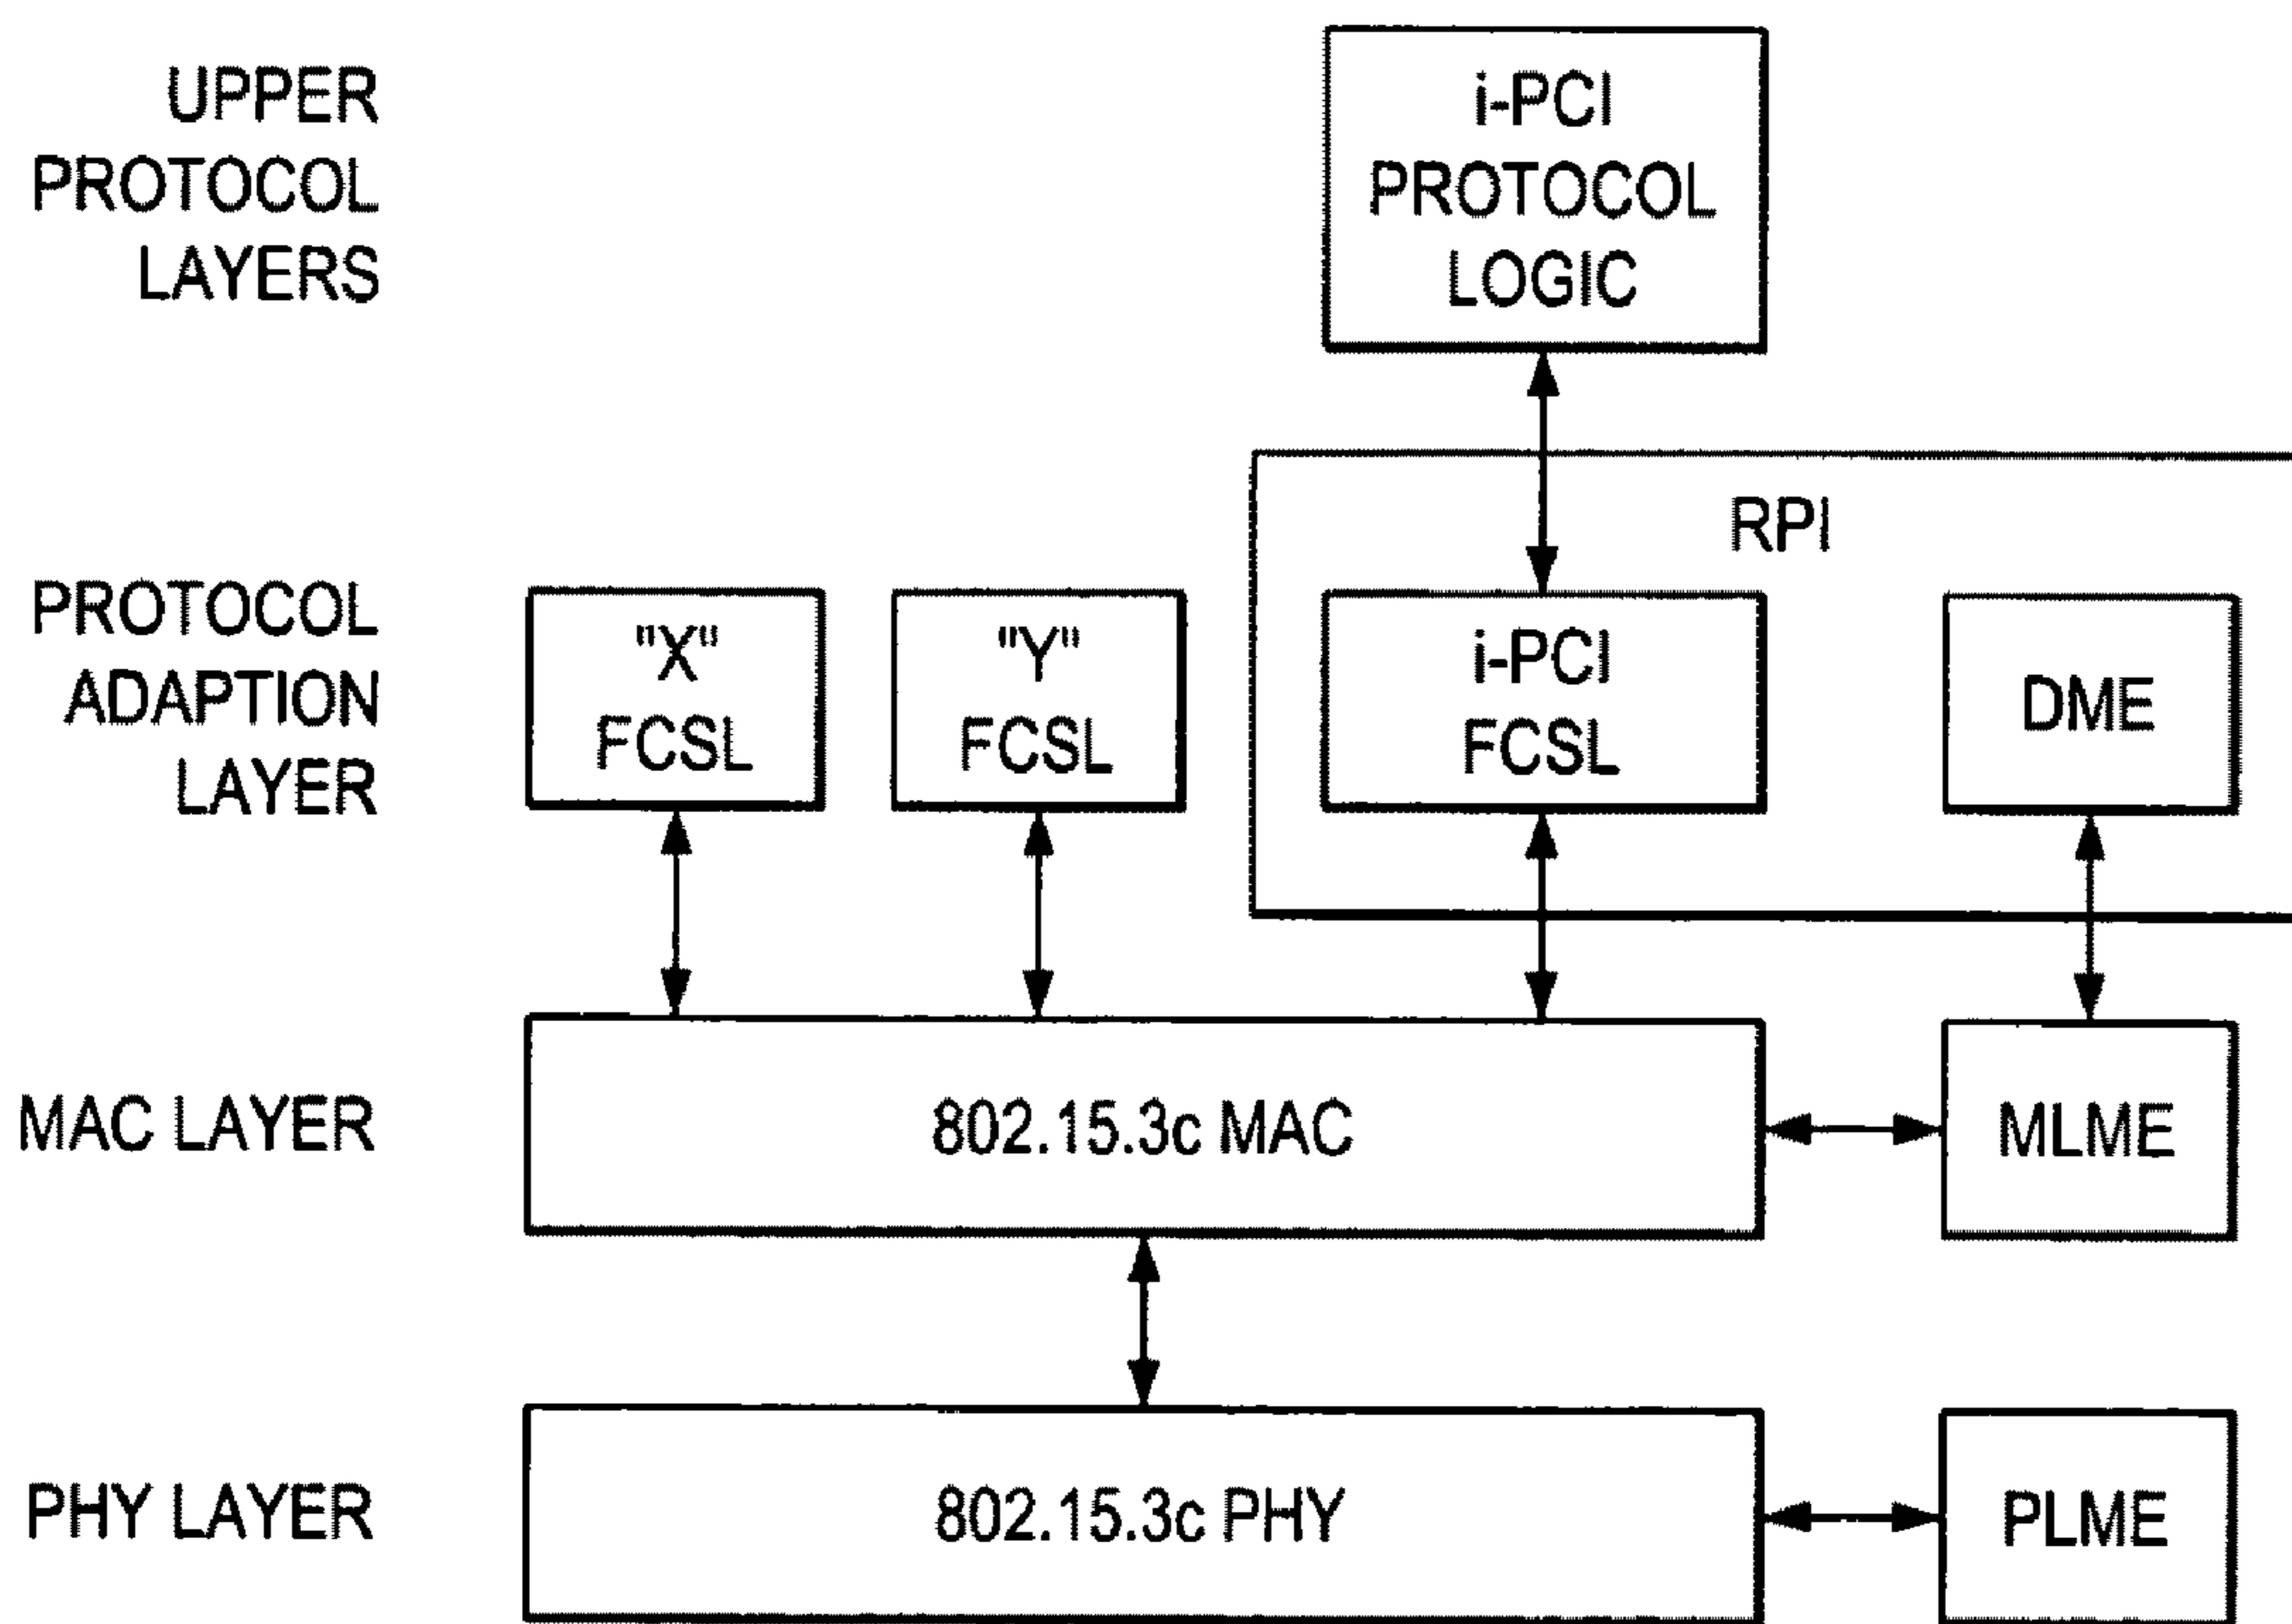 UPPER
PROTOCOL
LAYERS
i-PCI
PROTOCOL
LOGIC
RPI
PROTOCOL
ADAPTION
LAYER
"X"
FCSL
"Y"
FCSL
i-PCI
FCSL
DME
MAC LAYER
802.15.3c MAC
MLME
PHY LAYER
802.15.3c PHY
PLME